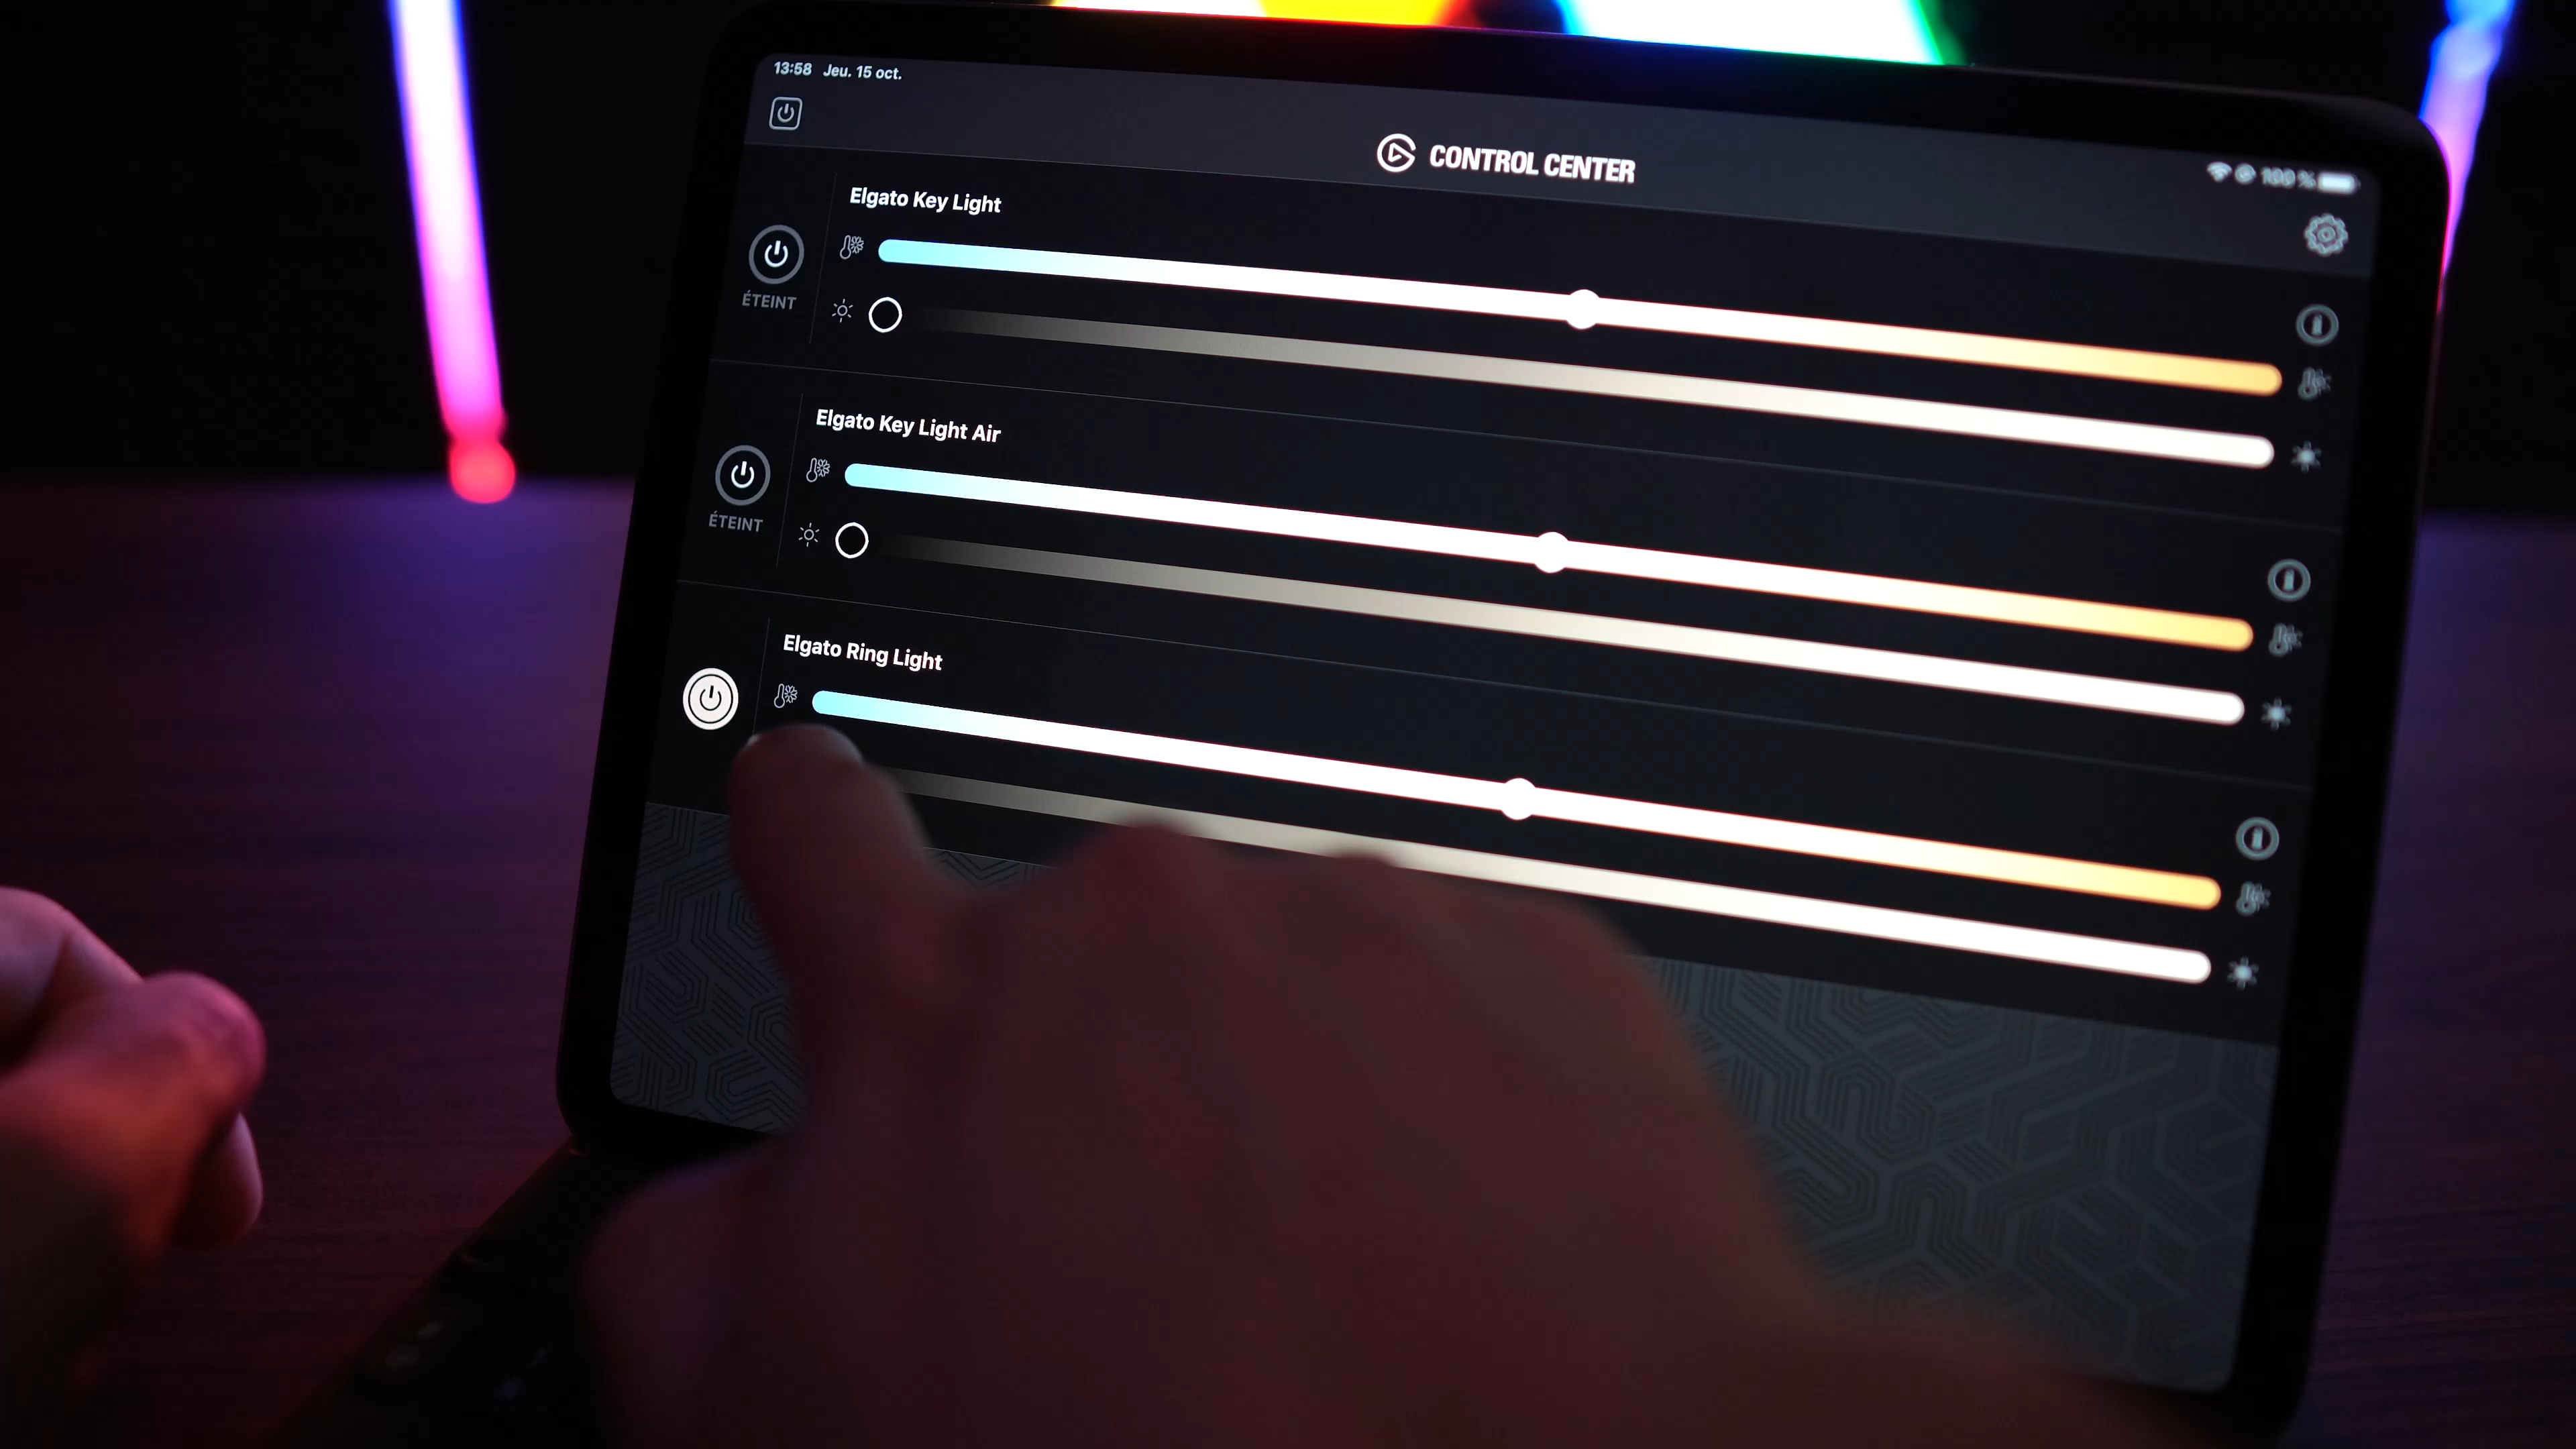 13:58 Jeu. 15 oct.
100 %
CONTROL CENTER
Elgato Key Light
ÉTEINT
Elgato Key Light Air
ÉTEINT
Elgato Ring Light